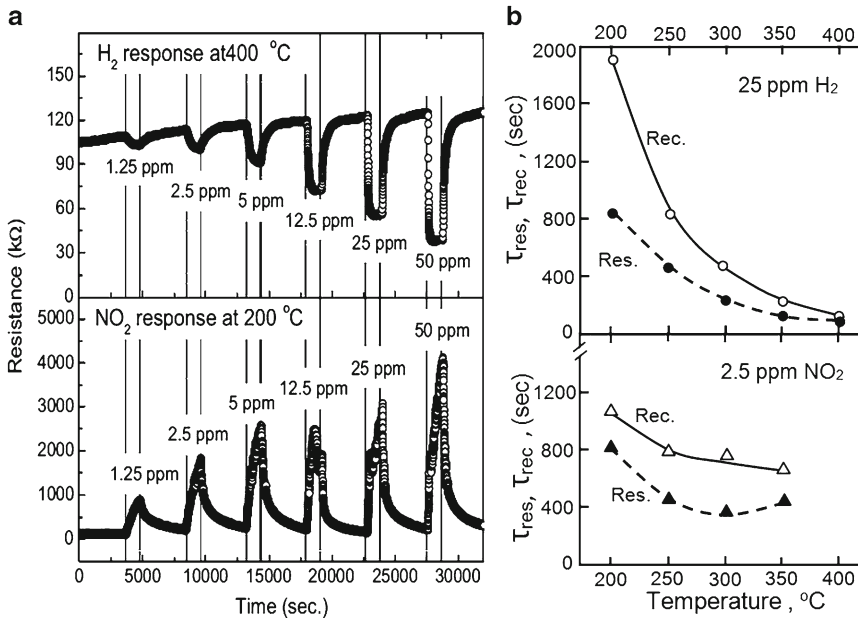 a
H2 response at400 °C
150
120
90
60
30
0
1.25 ppm
2.5 ppm
5 ppm
12.5 ppm
25 ppm
50 ppm
Resistance (kΩ)
NO2 response at 200 °C
5000
4000
3000
2000
1000
0
1.25 ppm
2.5 ppm
5 ppm
12.5 ppm
25 ppm
50 ppm
0 5000 10000 15000 20000 25000 30000
Time (sec.)
b
200 250 300 350 400
2000
1600
1200
800
400
0
25 ppm H2
Rec.
Res.
τres, τrec , (sec)
2.5 ppm NO2
1200
800
400
0
Rec.
Res.
τres, τrec , (sec)
200 250 300 350 400
Temperature , °C